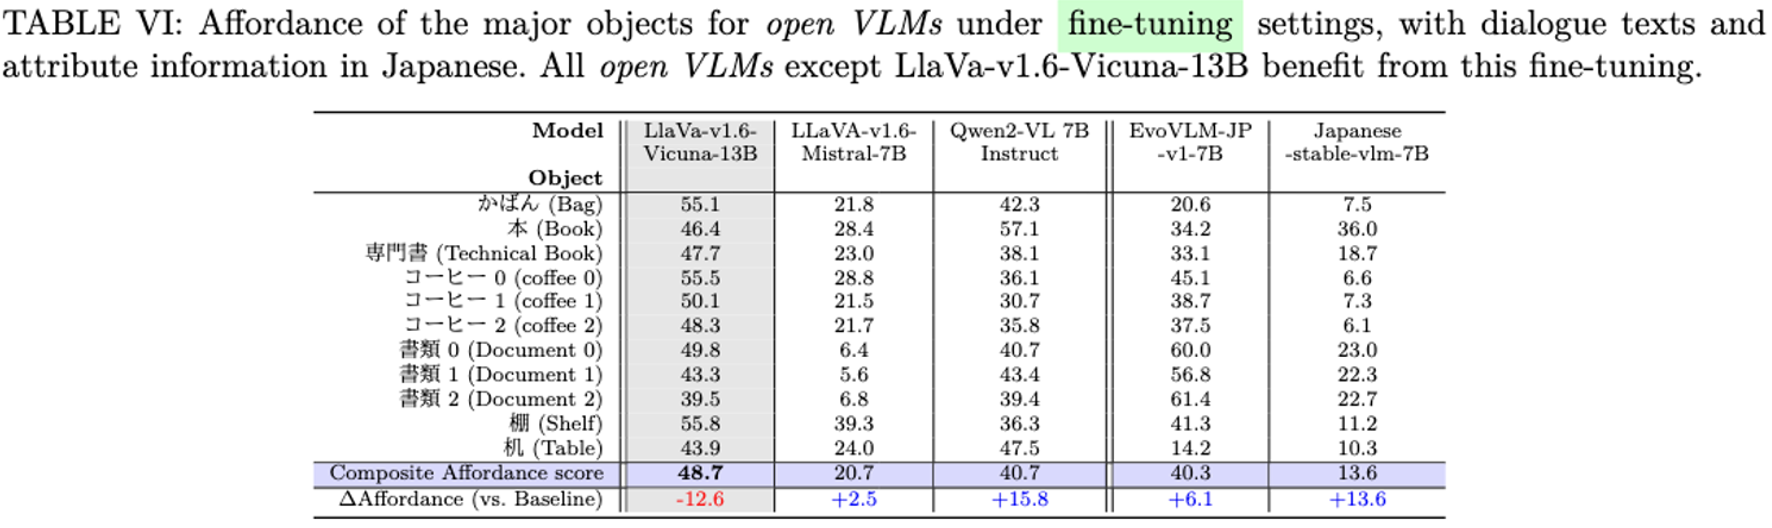 TABLE VI: Affordance of the major objects for open VLMs under fine-tuning settings, with dialogue texts and
attribute information in Japanese. All open VLMs except LlaVa-v1.6-Vicuna-13B benefit from this fine-tuning.
Model LlaVa-v1.6- LLaVA-v1.6- Qwen2-VL 7B EvoVLM-JP Japanese
Vicuna-13B Mistral-7B Instruct -v1-7B -stable-vlm-7B
Object
かばん (Bag) 55.1 21.8 42.3 20.6 7.5
本 (Book) 46.4 28.4 57.1 34.2 36.0
専門書 (Technical Book) 47.7 23.0 38.1 33.1 18.7
コーヒー 0 (coffee 0) 55.5 28.8 36.1 45.1 6.6
コーヒー 1 (coffee 1) 50.1 21.5 30.7 38.7 7.3
コーヒー 2 (coffee 2) 48.3 21.7 35.8 37.5 6.1
書類 0 (Document 0) 49.8 6.4 40.7 60.0 23.0
書類 1 (Document 1) 43.3 5.6 43.4 56.8 22.3
書類 2 (Document 2) 39.5 6.8 39.4 61.4 22.7
棚 (Shelf) 55.8 39.3 36.3 41.3 11.2
机 (Table) 43.9 24.0 47.5 14.2 10.3
Composite Affordance score 48.7 20.7 40.7 40.3 13.6
ΔAffordance (vs. Baseline) -12.6 +2.5 +15.8 +6.1 +13.6